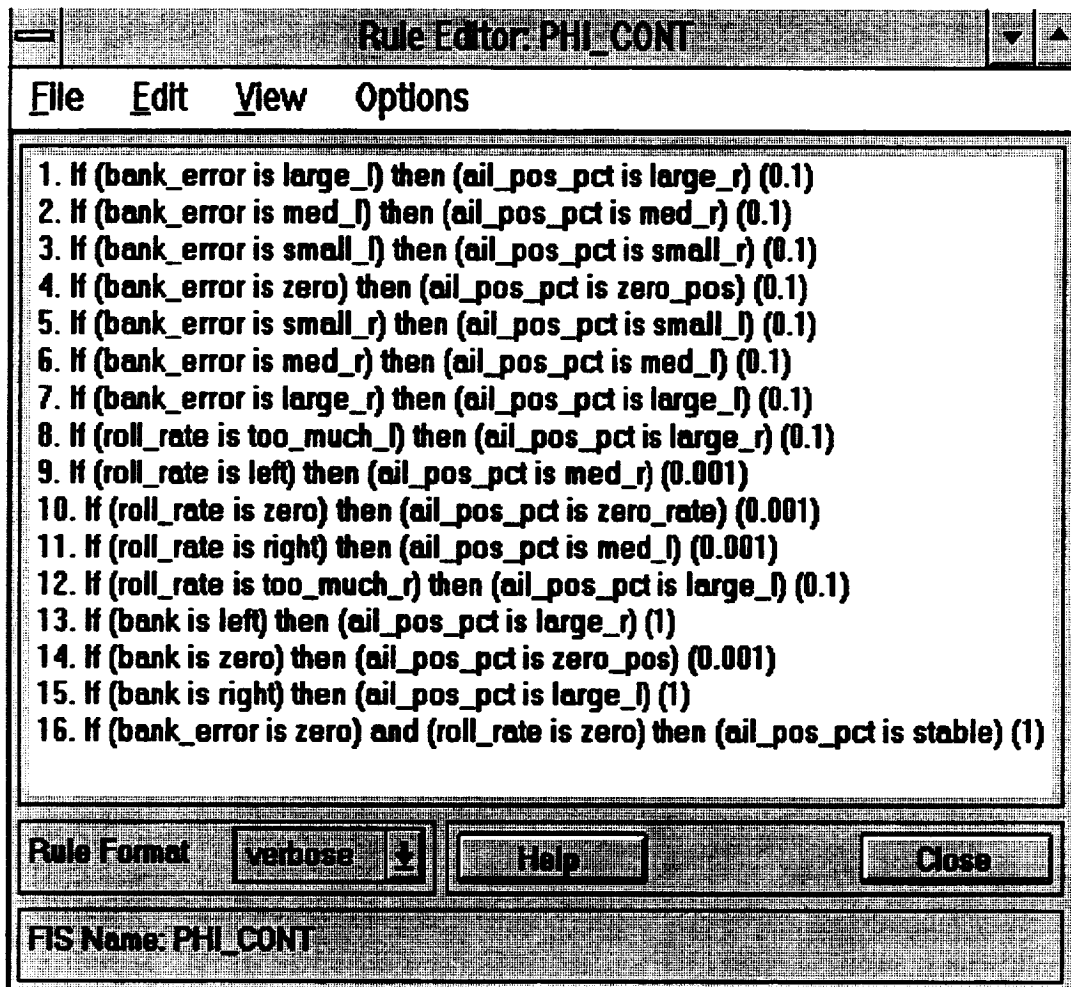 Rule Editor: PHI_CONT
File Edit View Options
1. If (bank_error is large_l) then (ail_pos_pct is large_r) (0.1)
2. If (bank_error is med_l) then (ail_pos_pct is med_r) (0.1)
3. If (bank_error is small_l) then (ail_pos_pct is small_r) (0.1)
4. If (bank_error is zero) then (ail_pos_pct is zero_pos) (0.1)
5. If (bank_error is small_r) then (ail_pos_pct is small_l) (0.1)
6. If (bank_error is med_r) then (ail_pos_pct is med_l) (0.1)
7. If (bank_error is large_r) then (ail_pos_pct is large_l) (0.1)
8. If (roll_rate is too_much_l) then (ail_pos_pct is large_r) (0.1)
9. If (roll_rate is left) then (ail_pos_pct is med_r) (0.001)
10. If (roll_rate is zero) then (ail_pos_pct is zero_rate) (0.001)
11. If (roll_rate is right) then (ail_pos_pct is med_l) (0.001)
12. If (roll_rate is too_much_r) then (ail_pos_pct is large_l) (0.1)
13. If (bank is left) then (ail_pos_pct is large_r) (1)
14. If (bank is zero) then (ail_pos_pct is zero_pos) (0.001)
15. If (bank is right) then (ail_pos_pct is large_l) (1)
16. If (bank_error is zero) and (roll_rate is zero) then (ail_pos_pct is stable) (1)
Rule Format verbose Help Close
FIS Name: PHI_CONT